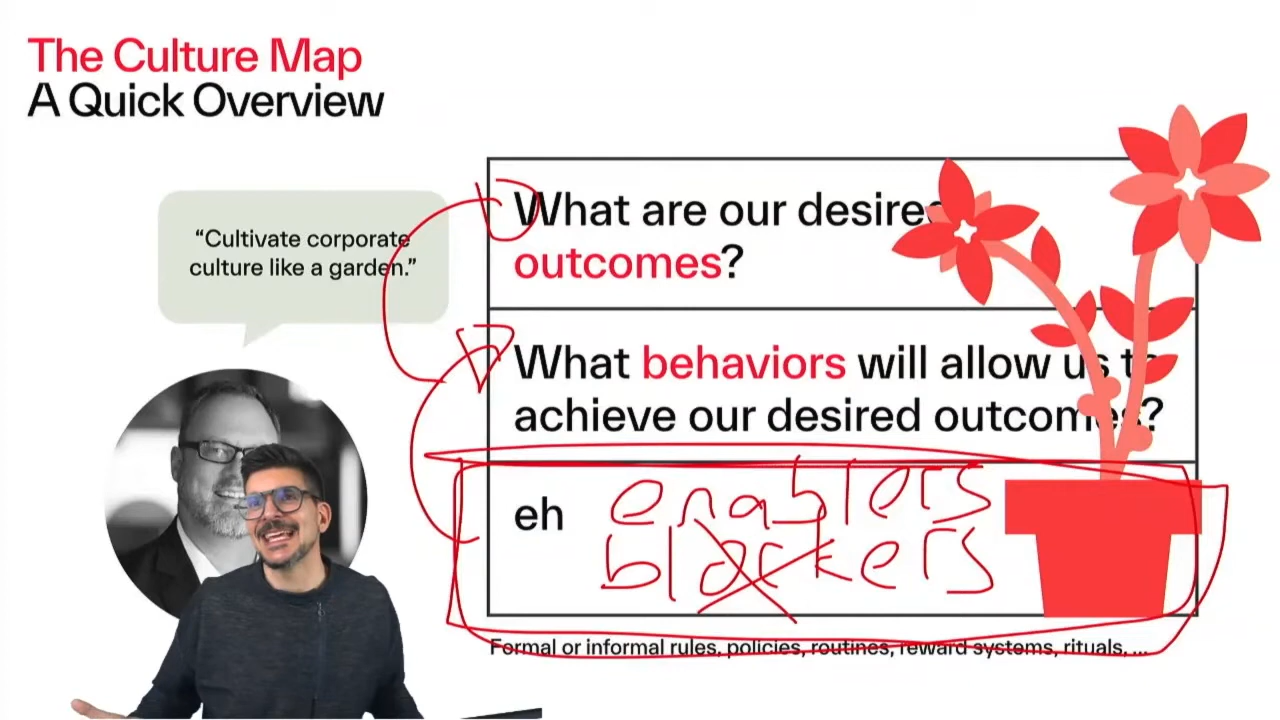 The Culture Map
A Quick Overview
“Cultivate corporate
culture like a garden.”
What are our desired
outcomes?
What behaviors will allow us to
achieve our desired outcomes?
eh
enablers
blockers
Formal or informal rules, policies, routines, reward systems, rituals, ...